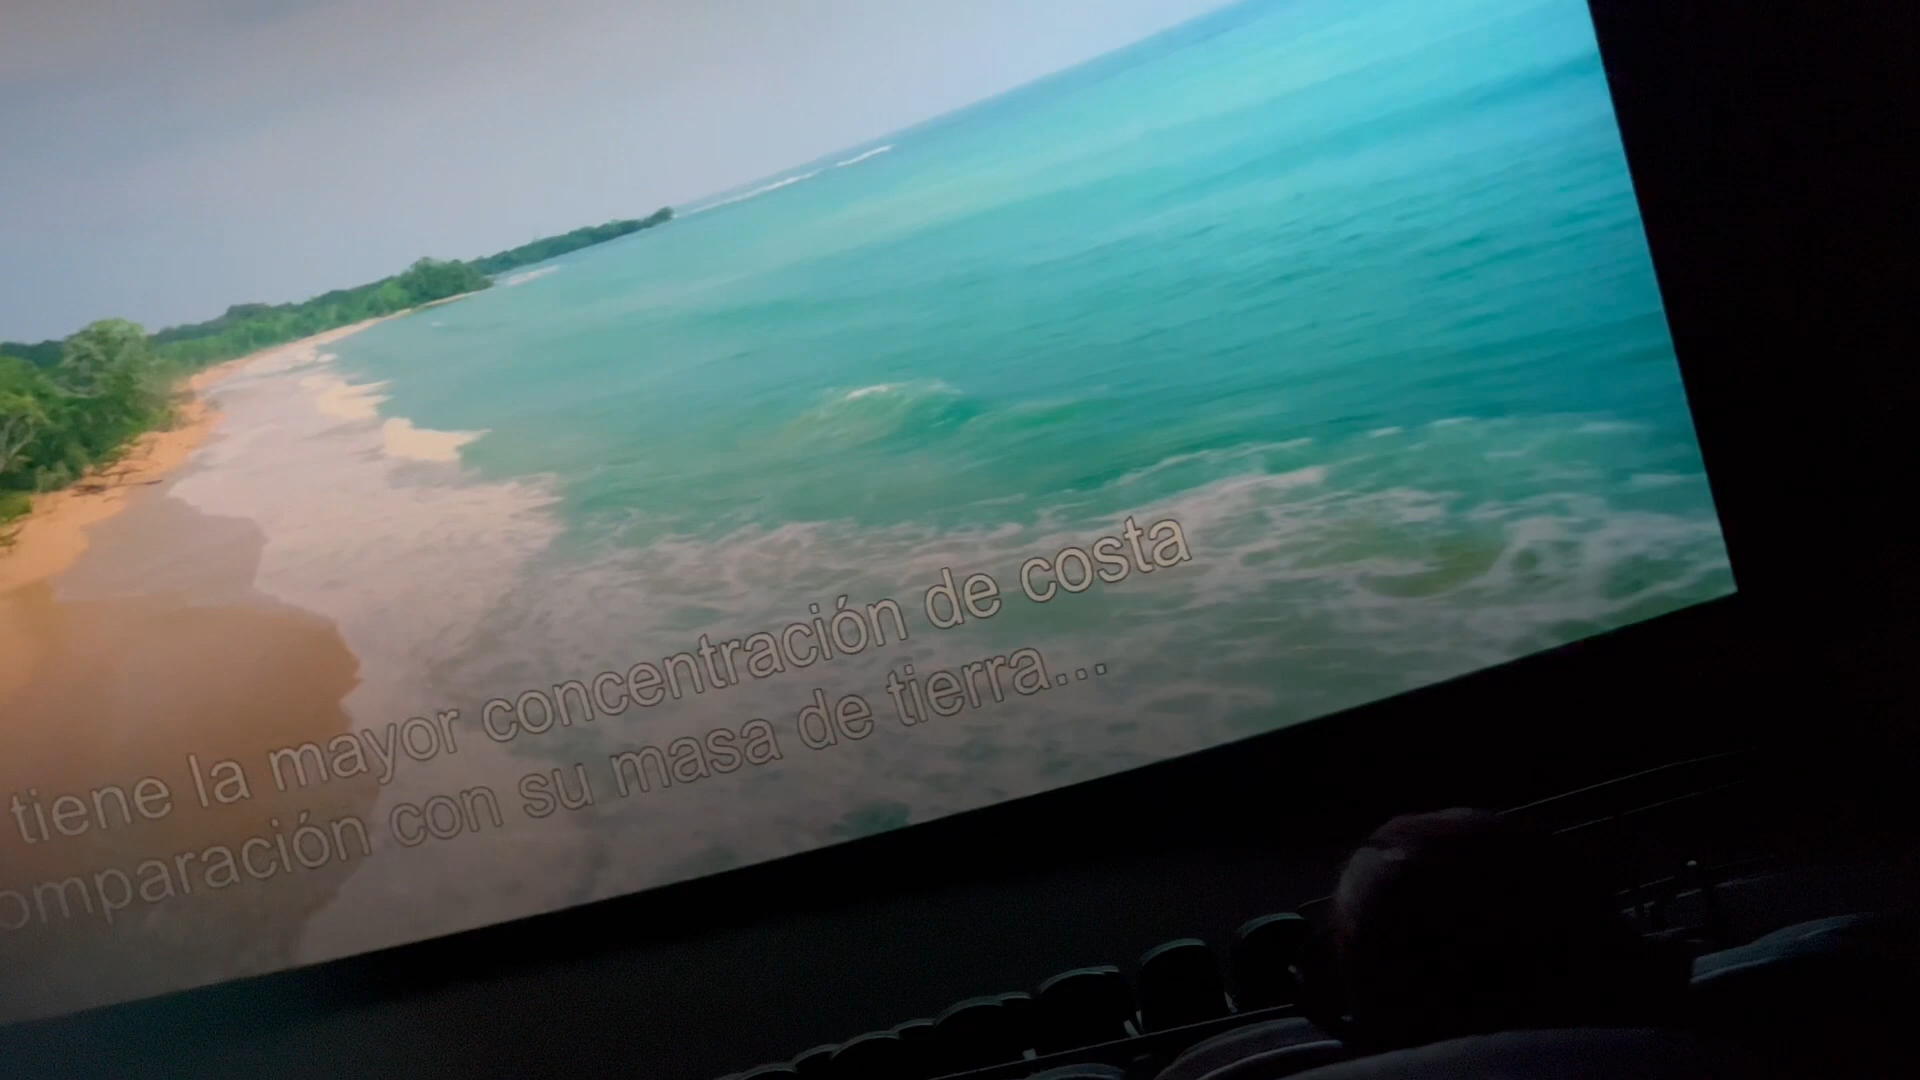 tiene la mayor concentración de costa
omparación con su masa de tierra...